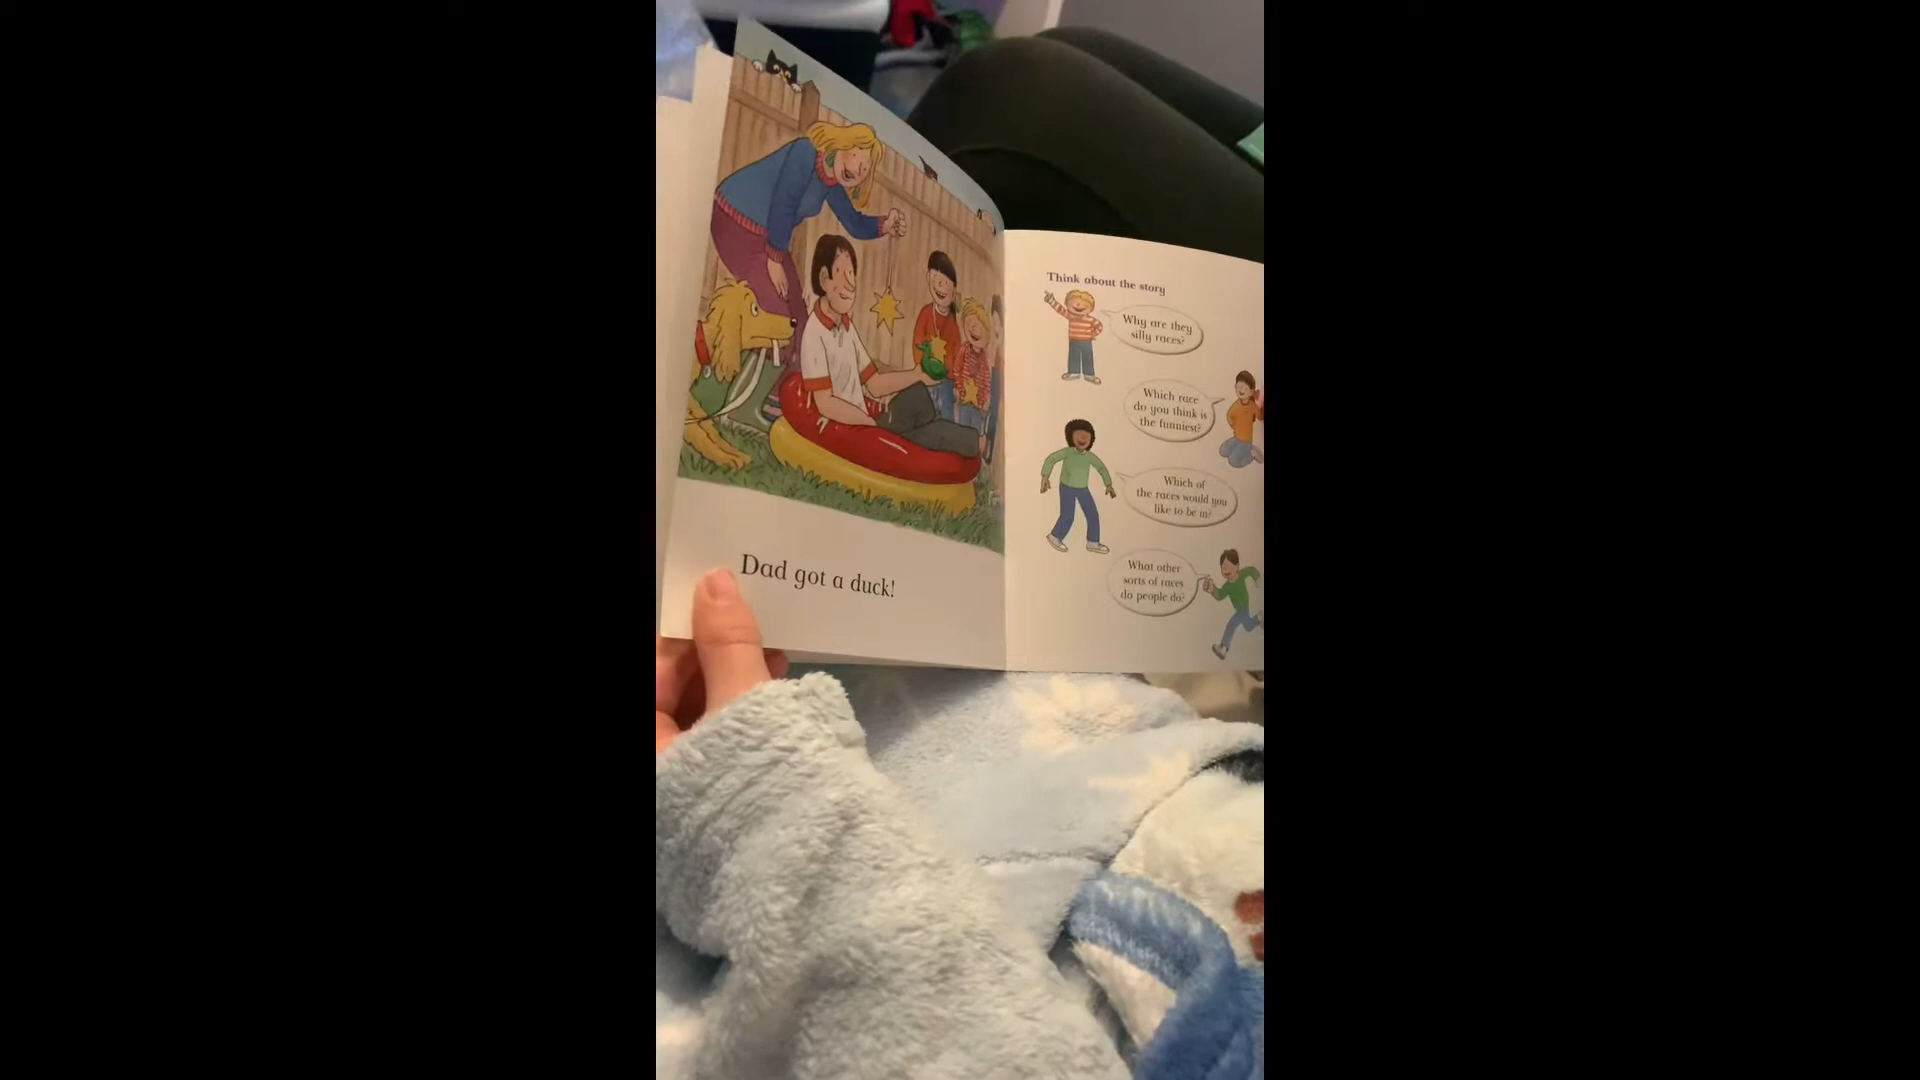 Dad got a duck!
Think about the story
Why are they
silly races?
Which race
do you think is
the funniest?
Which of
the races would you
like to be in?
What other
sorts of races
do people do?